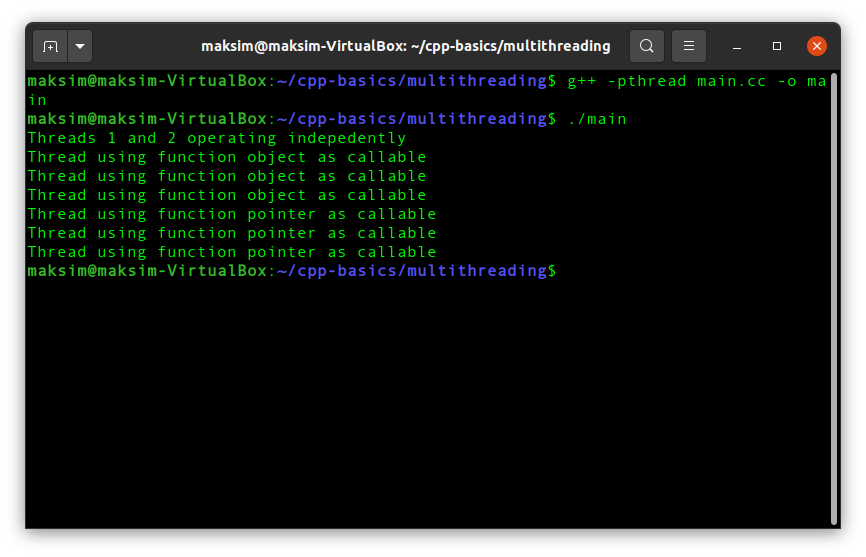 maksim@maksim-VirtualBox: ~/cpp-basics/multithreading
maksim@maksim-VirtualBox:~/cpp-basics/multithreading$ g++ -pthread main.cc -o ma
in
maksim@maksim-VirtualBox:~/cpp-basics/multithreading$ ./main
Threads 1 and 2 operating indepedently
Thread using function object as callable
Thread using function object as callable
Thread using function object as callable
Thread using function pointer as callable
Thread using function pointer as callable
Thread using function pointer as callable
maksim@maksim-VirtualBox:~/cpp-basics/multithreading$